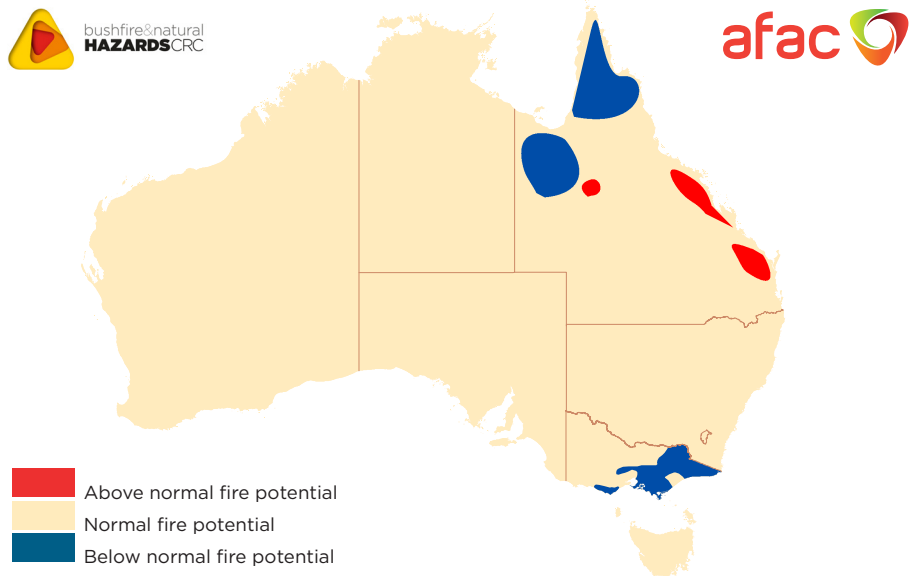 bushfire&natural
HAZARDSCRC
afac
Above normal fire potential
Normal fire potential
Below normal fire potential